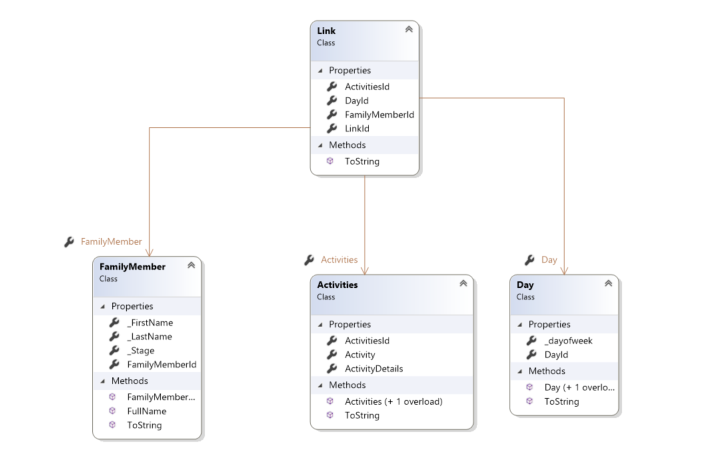 Link
Class
Properties
ActivitiesId
DayId
FamilyMemberId
LinkId
Methods
ToString
FamilyMember
FamilyMember
Class
Properties
_FirstName
_LastName
_Stage
FamilyMemberId
Methods
FamilyMember...
FullName
ToString
Activities
Activities
Class
Properties
ActivitiesId
Activity
ActivityDetails
Methods
Activities (+ 1 overload)
ToString
Day
Day
Class
Properties
_dayofweek
DayId
Methods
Day (+ 1 overlo...
ToString